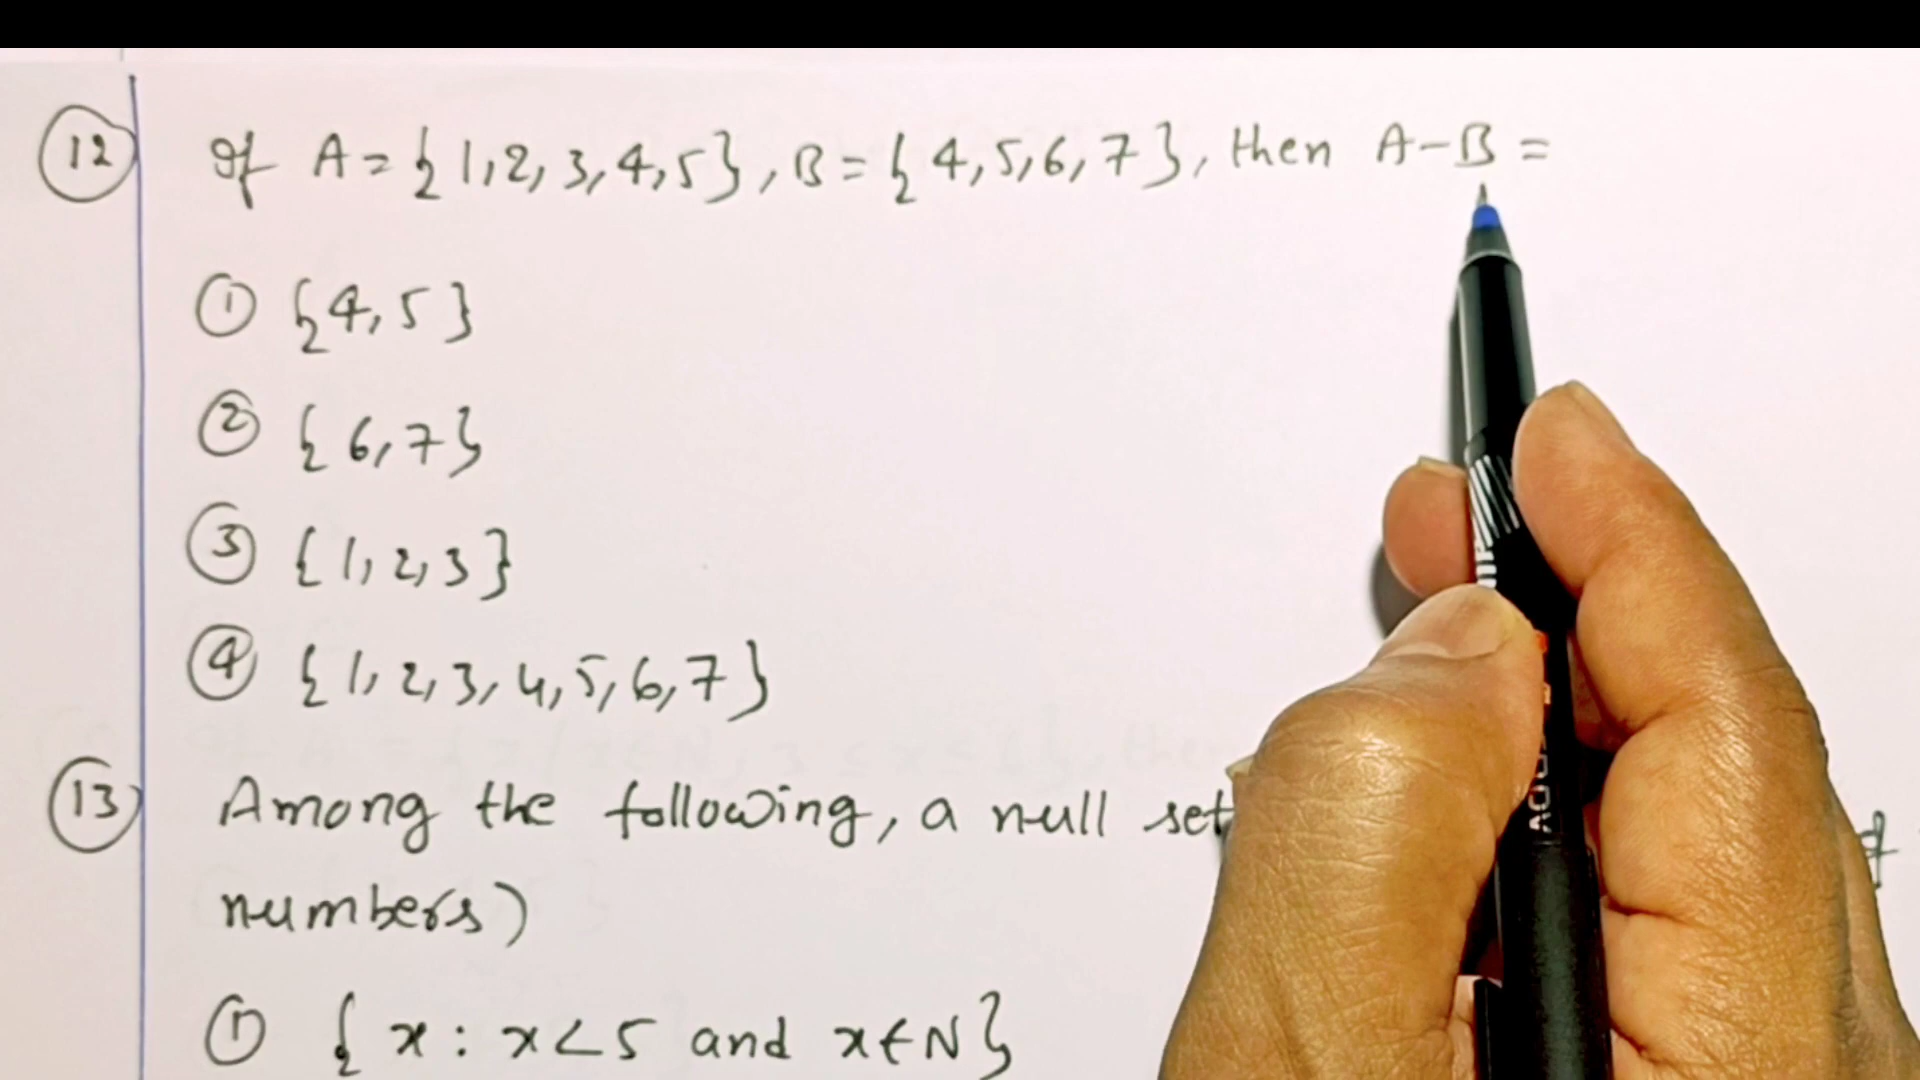 12 If A = {1, 2, 3, 4, 5}, B = {4, 5, 6, 7}, then A - B =
① {4, 5}
② {6, 7}
③ {1, 2, 3}
④ {1, 2, 3, 4, 5, 6, 7}
13 Among the following, a null set
numbers)
① {x : x < 5 and x ∈ N}